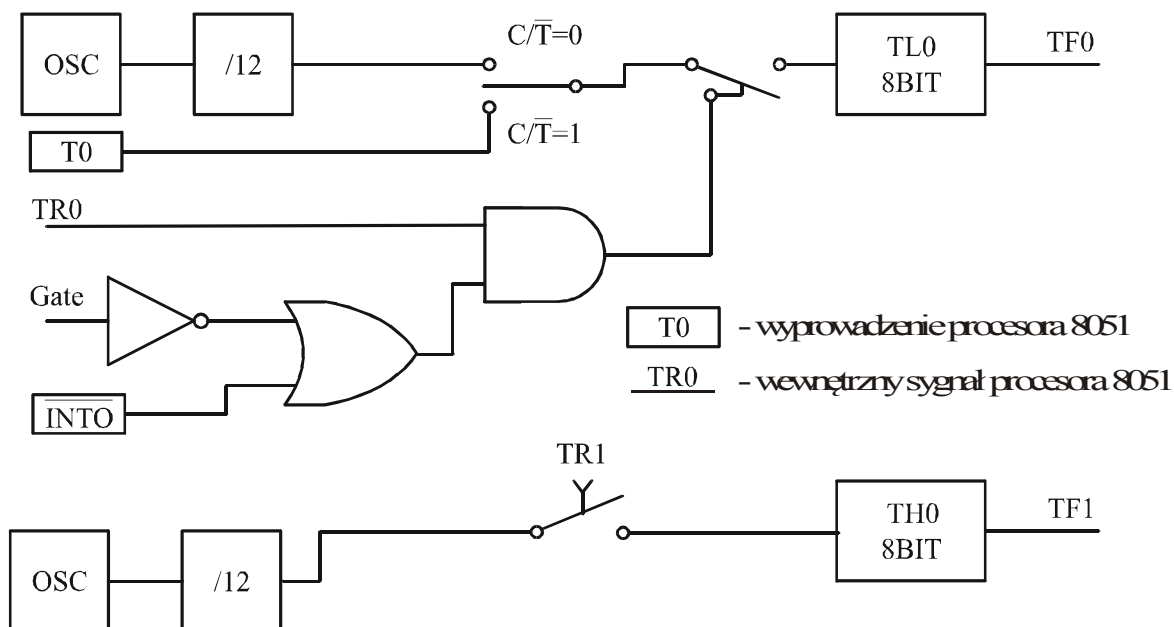 OSC
/12
C/T̅=0
TL0
8BIT
TF0
T0
C/T̅=1
TR0
Gate
T0 - wyprowadzenie procesora 8051
TR0 - wewnętrzny sygnał procesora 8051
I̅N̅T̅O̅
TR1
OSC
/12
TH0
8BIT
TF1